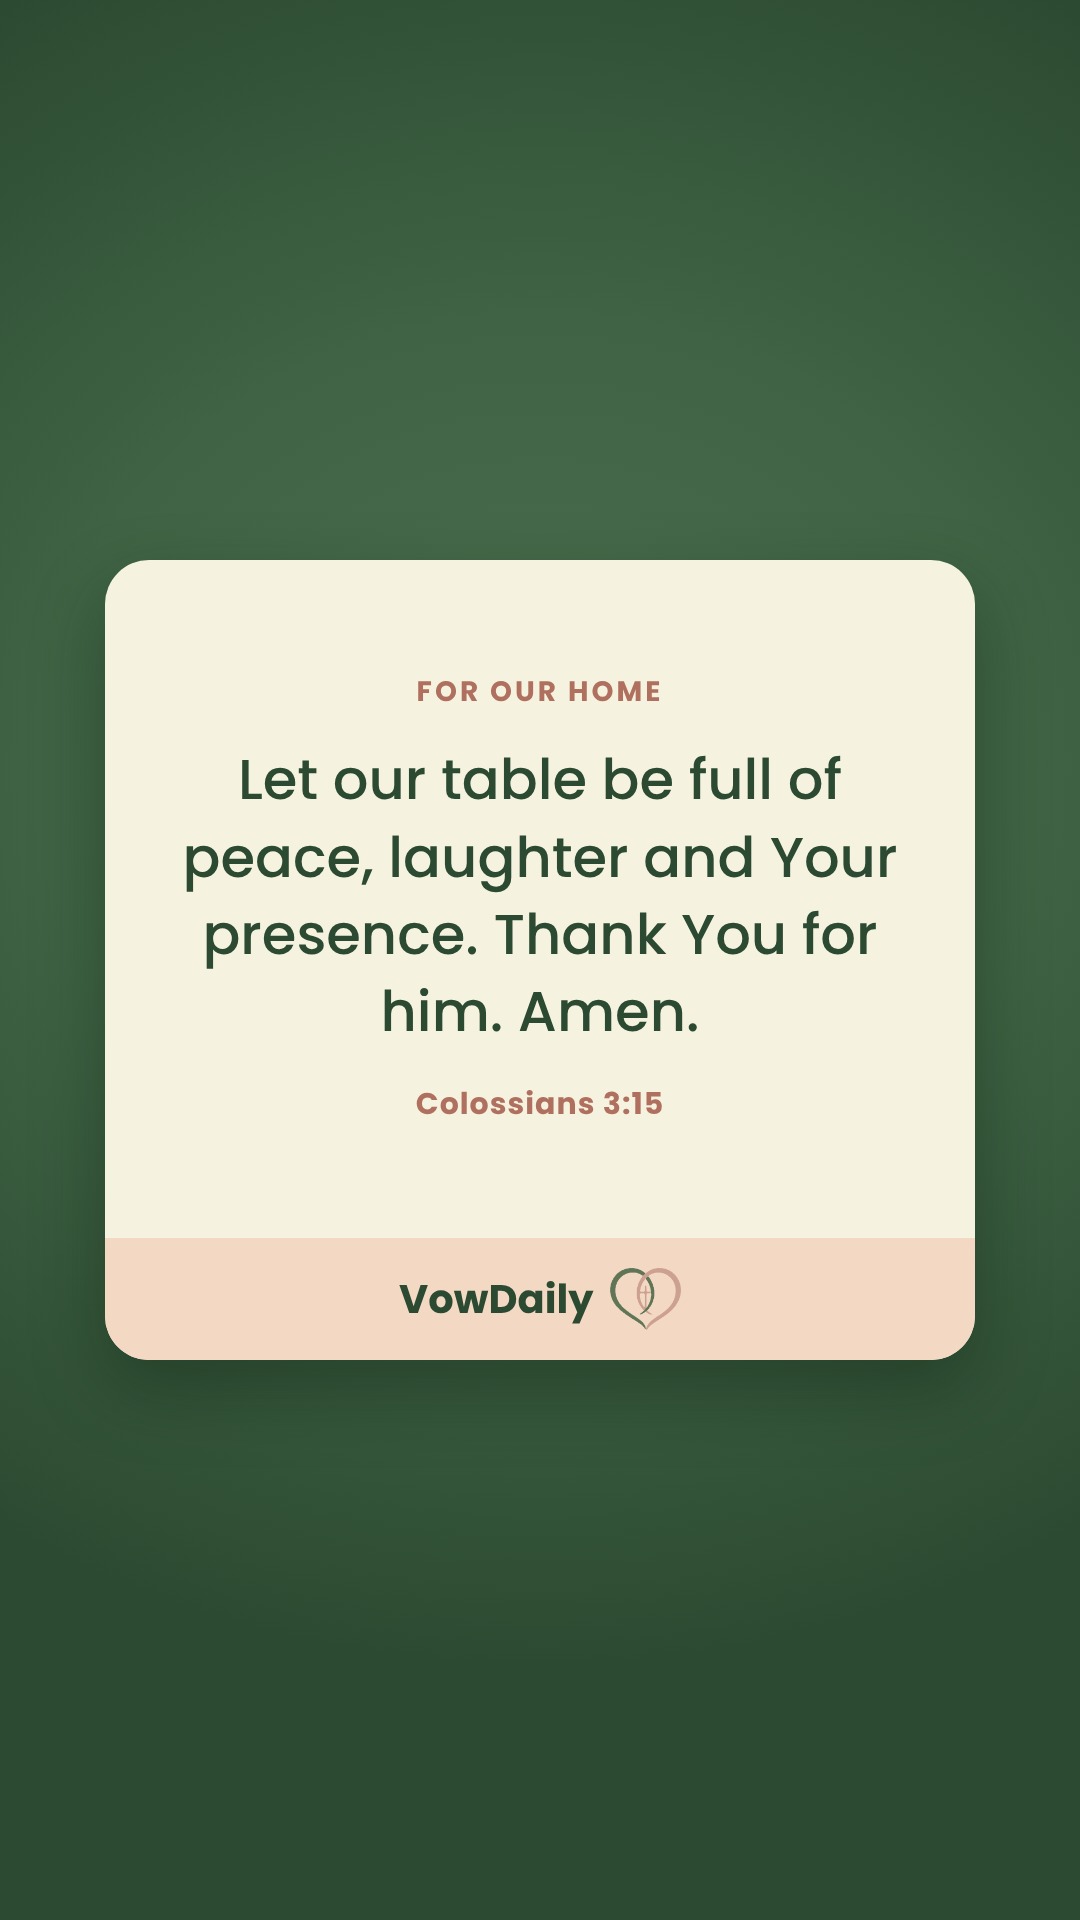 FOR OUR HOME
Let our table be full of
peace, laughter and Your
presence. Thank You for
him. Amen.
Colossians 3:15
VowDaily